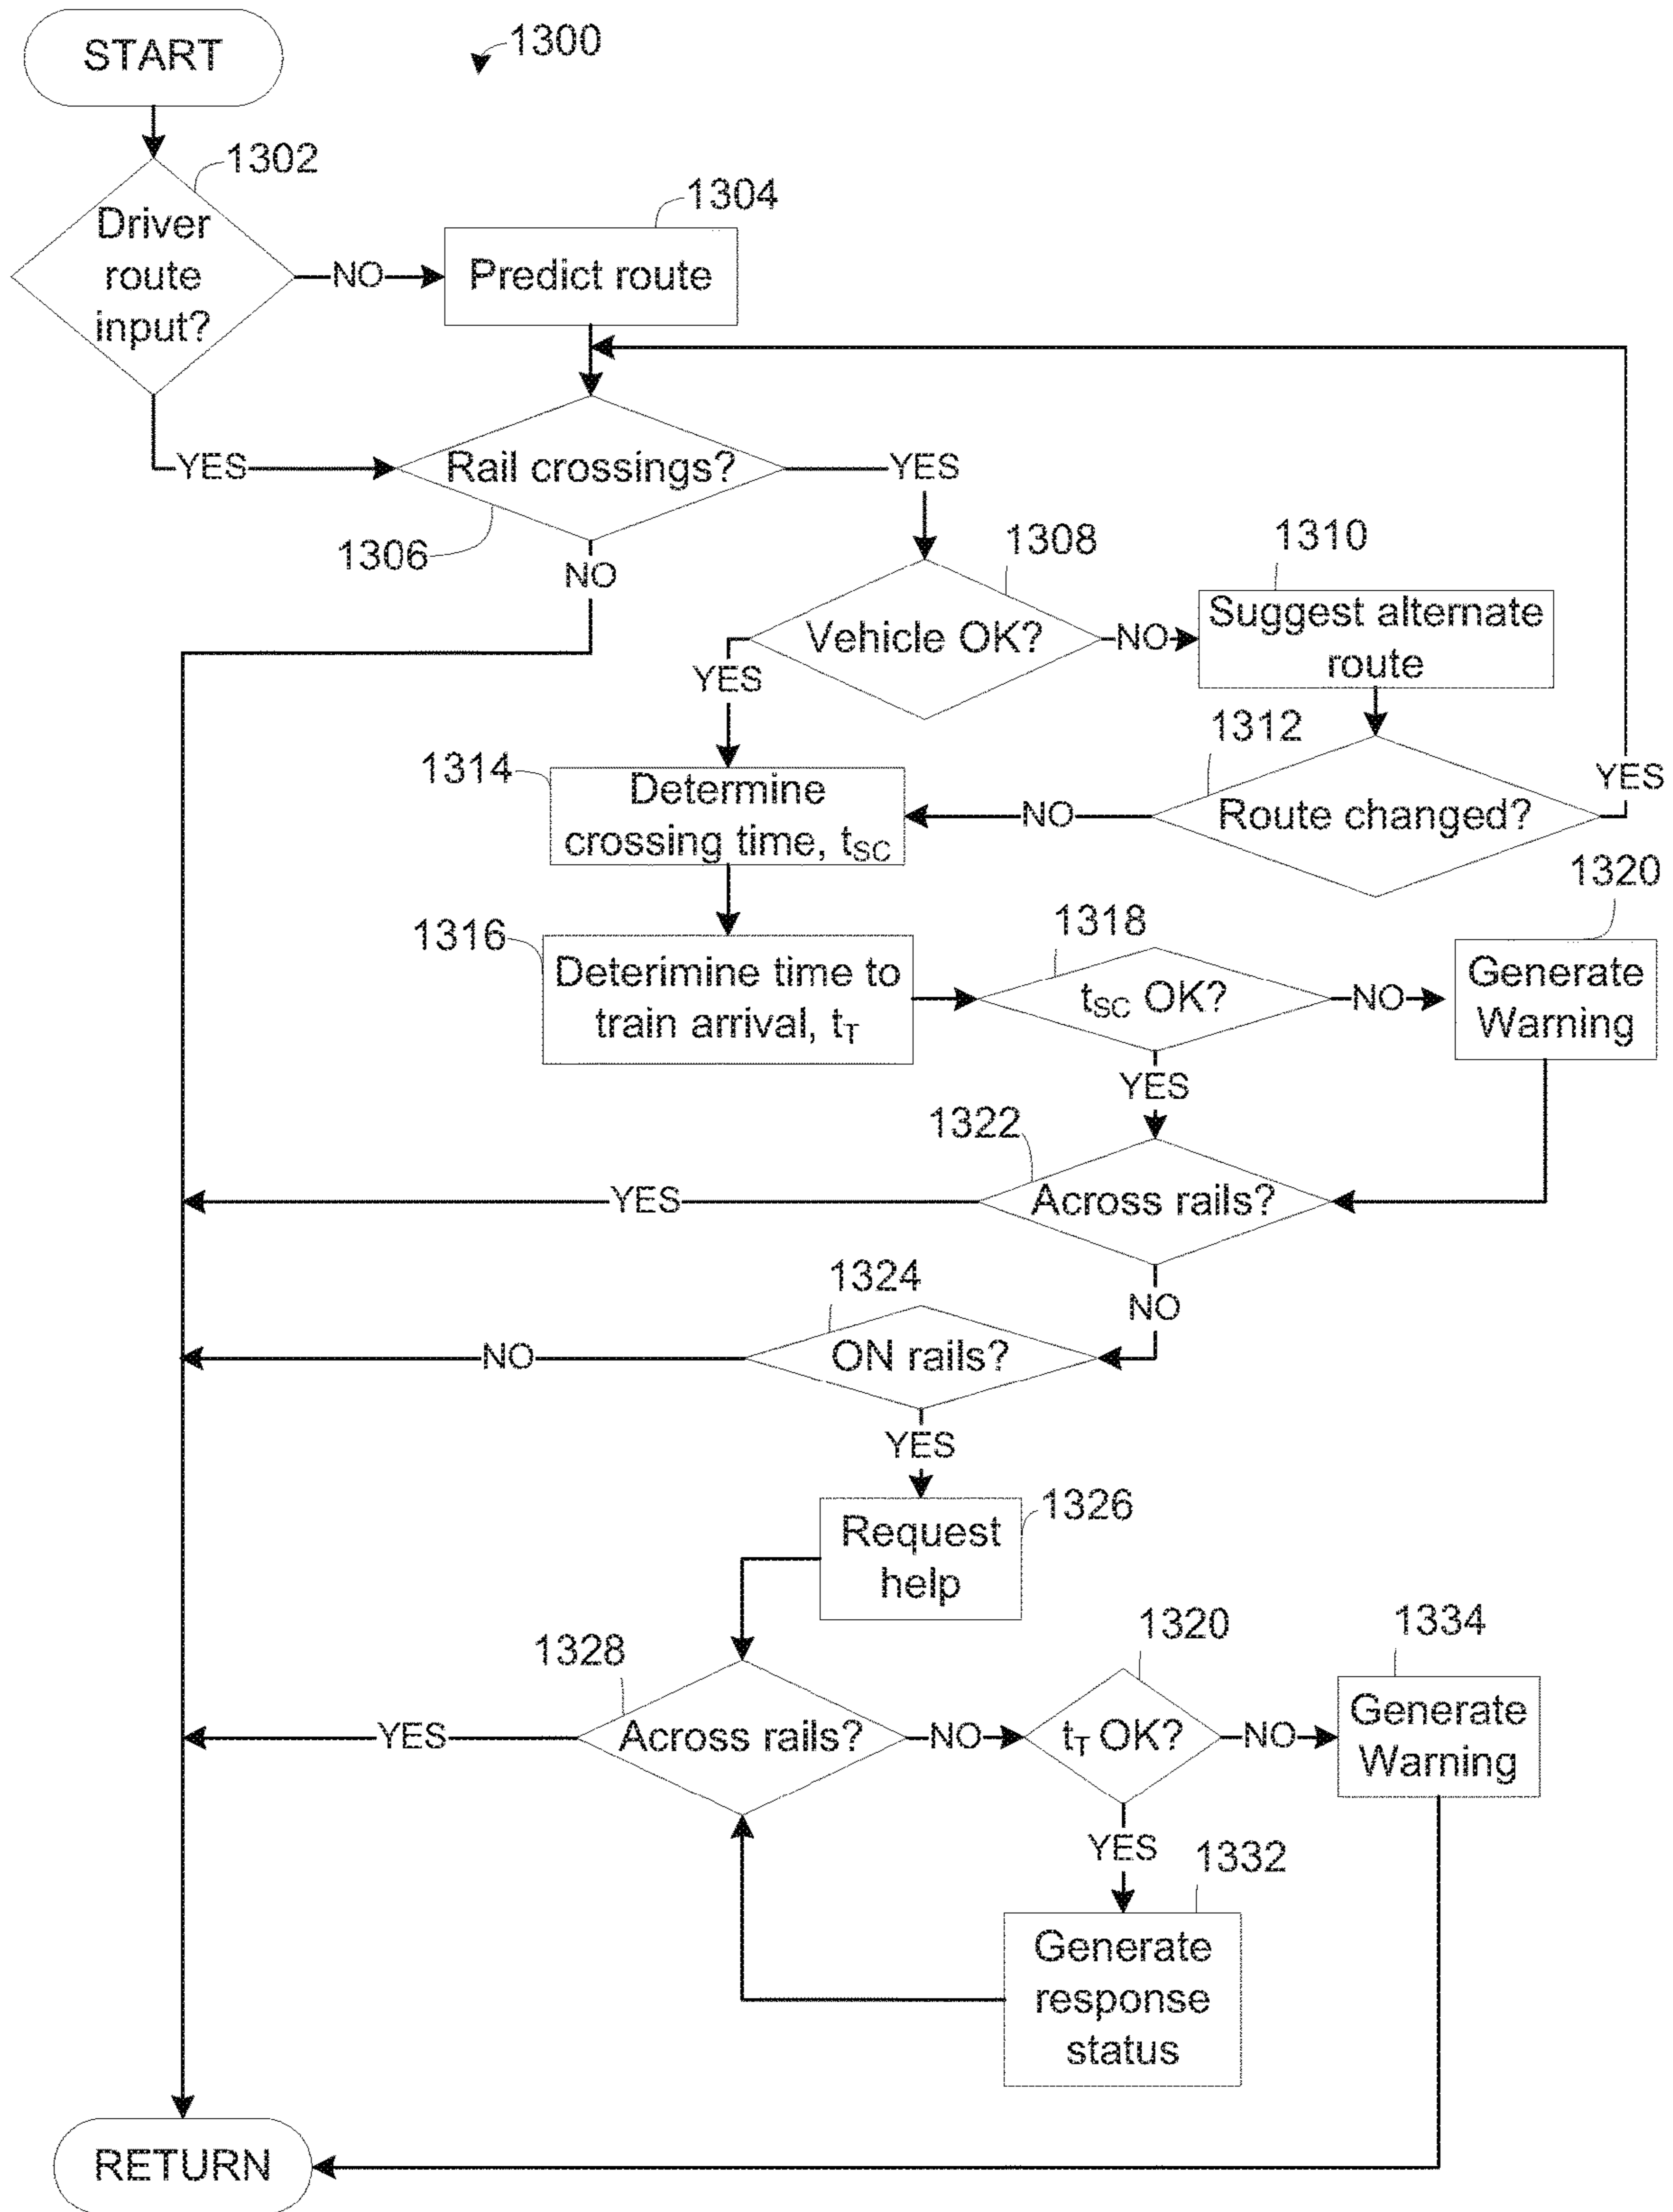 START
1300
1302
Driver
route
input?
NO
1304
Predict route
YES
Rail crossings?
YES
1306
NO
1308
Vehicle OK?
NO
1310
Suggest alternate
route
YES
1312
Route changed?
YES
NO
1314
Determine
crossing time, tSC
1316
Deterimine time to
train arrival, tT
1318
tSC OK?
NO
1320
Generate
Warning
YES
1322
Across rails?
YES
NO
1324
ON rails?
NO
YES
1326
Request
help
1328
Across rails?
YES
NO
1320
tT OK?
NO
1334
Generate
Warning
YES
1332
Generate
response
status
RETURN